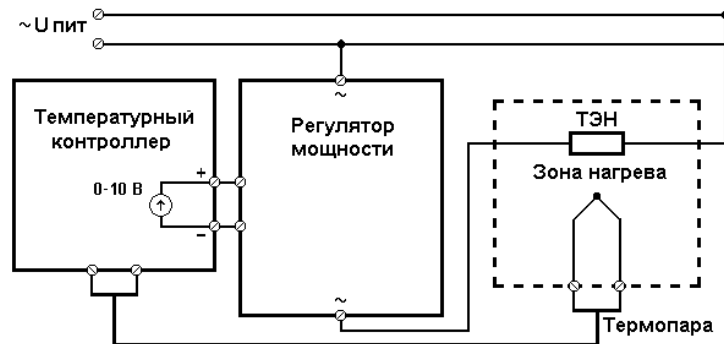 ~U пит
Температурный
контроллер
+
0-10 В
−
~
Регулятор
мощности
~
ТЭН
Зона нагрева
Термопара